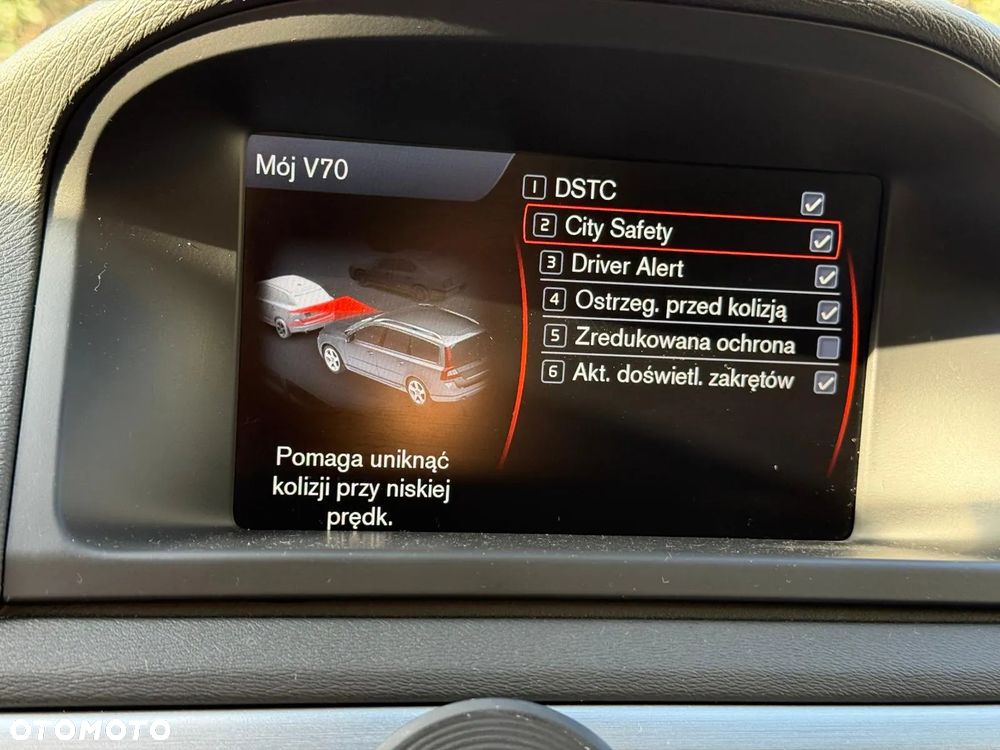 Mój V70
1 DSTC
2 City Safety
3 Driver Alert
4 Ostrzeg. przed kolizją
5 Zredukowana ochrona
6 Akt. doświetl. zakrętów
Pomaga uniknąć
kolizji przy niskiej
prędk.
OTOMOTO